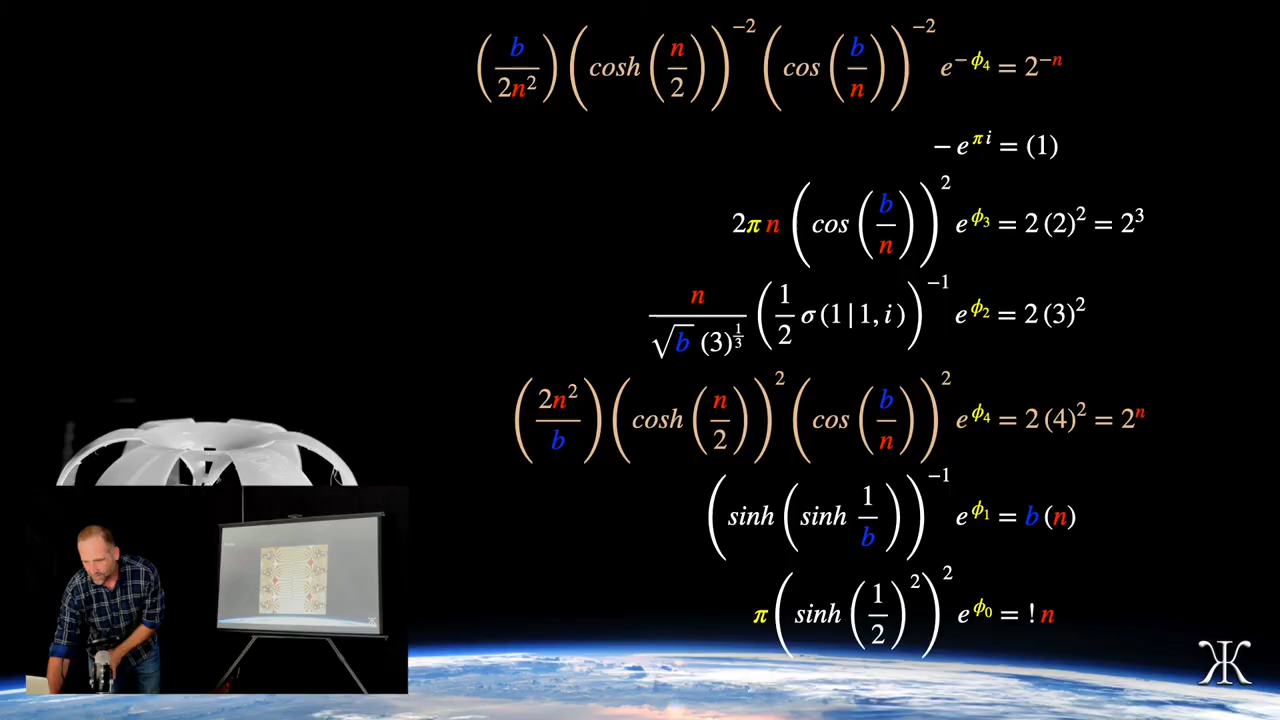 (b/2n²)(cosh(n/2))⁻²(cos(b/n))⁻² e^(−ϕ₄) = 2⁻ⁿ
−e^(πi) = (1)
2πn(cos(b/n))² e^(ϕ₃) = 2(2)² = 2³
n/(√b (3)^(1/3)) (1/2 σ(1|1,i))⁻¹ e^(ϕ₂) = 2(3)²
(2n²/b)(cosh(n/2))²(cos(b/n))² e^(ϕ₄) = 2(4)² = 2ⁿ
(sinh(sinh 1/b))⁻¹ e^(ϕ₁) = b(n)
π(sinh(1/2)²)² e^(ϕ₀) = !n